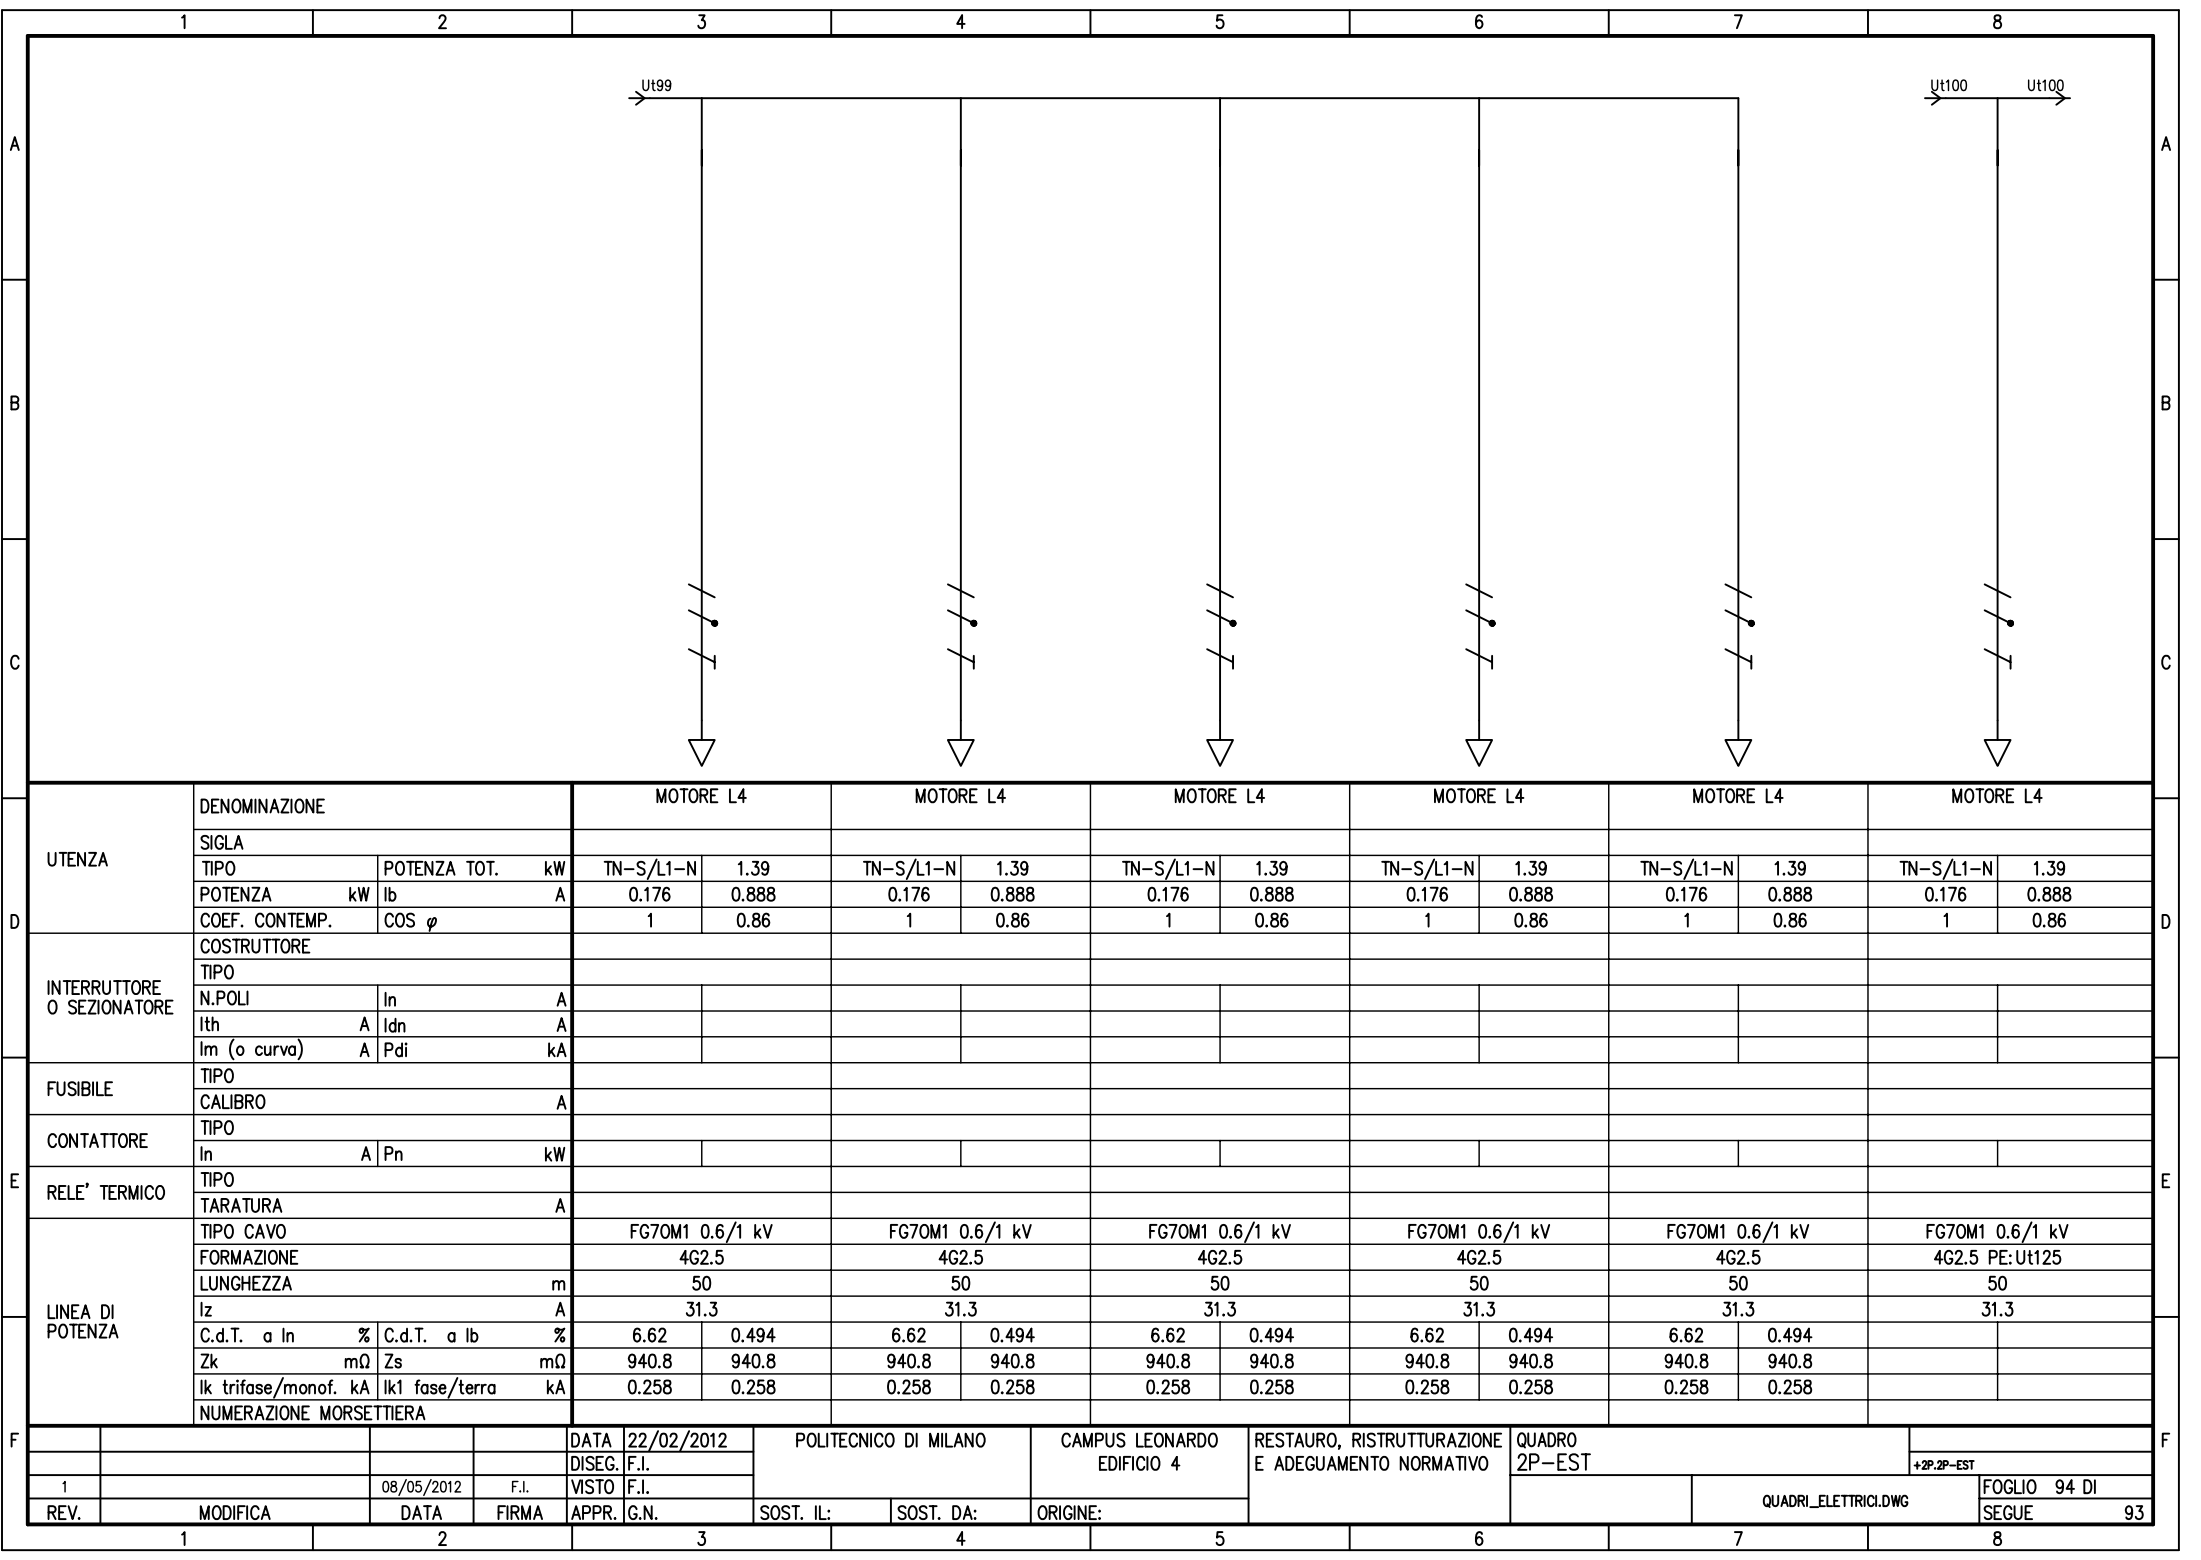 1 2 3 4 5 6 7 8
Ut99 Ut100 Ut100
A A
B B
C C
MOTORE L4 MOTORE L4 MOTORE L4 MOTORE L4 MOTORE L4 MOTORE L4
DENOMINAZIONE
UTENZA
SIGLA
TIPO POTENZA TOT. kW TN-S/L1-N 1.39 TN-S/L1-N 1.39 TN-S/L1-N 1.39 TN-S/L1-N 1.39 TN-S/L1-N 1.39 TN-S/L1-N 1.39
POTENZA kW Ib A 0.176 0.888 0.176 0.888 0.176 0.888 0.176 0.888 0.176 0.888 0.176 0.888
D COEF. CONTEMP. COS φ 1 0.86 1 0.86 1 0.86 1 0.86 1 0.86 1 0.86 D
INTERRUTTORE
O SEZIONATORE
COSTRUTTORE
TIPO
N.POLI In A
Ith A Idn A
Im (o curva) A Pdi kA
FUSIBILE
TIPO
CALIBRO A
CONTATTORE
TIPO
In A Pn kW
E E
RELE' TERMICO
TIPO
TARATURA A
LINEA DI
POTENZA
TIPO CAVO FG7OM1 0.6/1 kV FG7OM1 0.6/1 kV FG7OM1 0.6/1 kV FG7OM1 0.6/1 kV FG7OM1 0.6/1 kV FG7OM1 0.6/1 kV
FORMAZIONE 4G2.5 4G2.5 4G2.5 4G2.5 4G2.5 4G2.5 PE:Ut125
LUNGHEZZA m 50 50 50 50 50 50
Iz A 31.3 31.3 31.3 31.3 31.3 31.3
C.d.T. a In % C.d.T. a Ib % 6.62 0.494 6.62 0.494 6.62 0.494 6.62 0.494 6.62 0.494
Zk mΩ Zs mΩ 940.8 940.8 940.8 940.8 940.8 940.8 940.8 940.8 940.8 940.8
Ik trifase/monof. kA Ik1 fase/terra kA 0.258 0.258 0.258 0.258 0.258 0.258 0.258 0.258 0.258 0.258
NUMERAZIONE MORSETTIERA
F F
DATA 22/02/2012 POLITECNICO DI MILANO CAMPUS LEONARDO RESTAURO, RISTRUTTURAZIONE QUADRO
DISEG. F.I. EDIFICIO 4 E ADEGUAMENTO NORMATIVO 2P-EST +2P.2P-EST
1 08/05/2012 F.I. VISTO F.I. QUADRI_ELETTRICI.DWG FOGLIO 94 DI
REV. MODIFICA DATA FIRMA APPR. G.N. SOST. IL: SOST. DA: ORIGINE: SEGUE 93
1 2 3 4 5 6 7 8